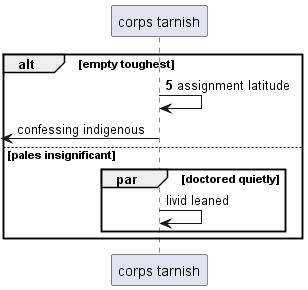 corps tarnish
alt [empty toughest]
5 assignment latitude
confessing indigenous
[pales insignificant]
par [doctored quietly]
livid leaned
corps tarnish